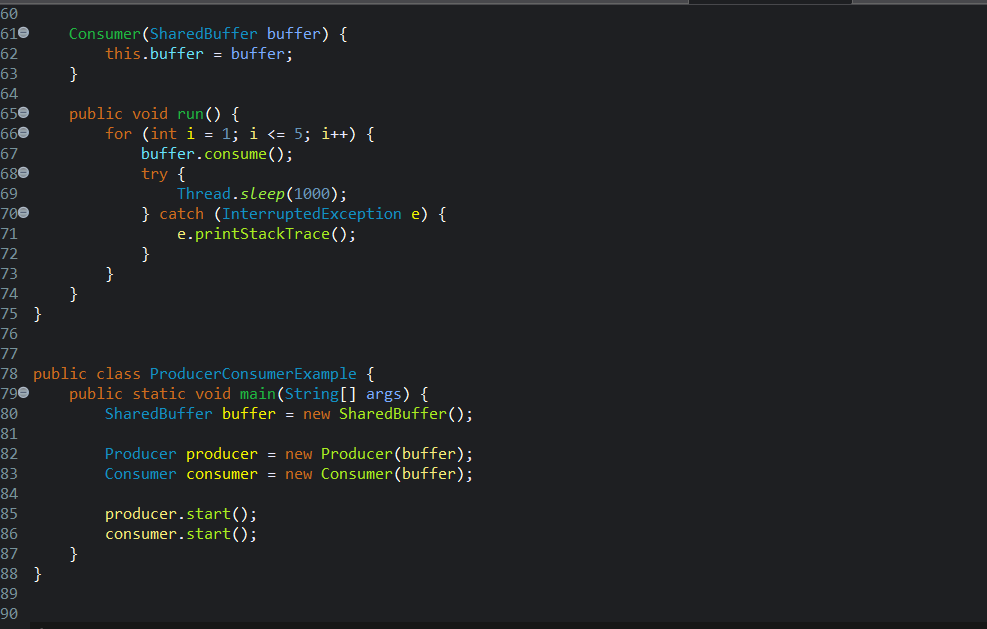 60
61 Consumer(SharedBuffer buffer) {
62 this.buffer = buffer;
63 }
64
65 public void run() {
66 for (int i = 1; i <= 5; i++) {
67 buffer.consume();
68 try {
69 Thread.sleep(1000);
70 } catch (InterruptedException e) {
71 e.printStackTrace();
72 }
73 }
74 }
75 }
76
77
78 public class ProducerConsumerExample {
79 public static void main(String[] args) {
80 SharedBuffer buffer = new SharedBuffer();
81
82 Producer producer = new Producer(buffer);
83 Consumer consumer = new Consumer(buffer);
84
85 producer.start();
86 consumer.start();
87 }
88 }
89
90